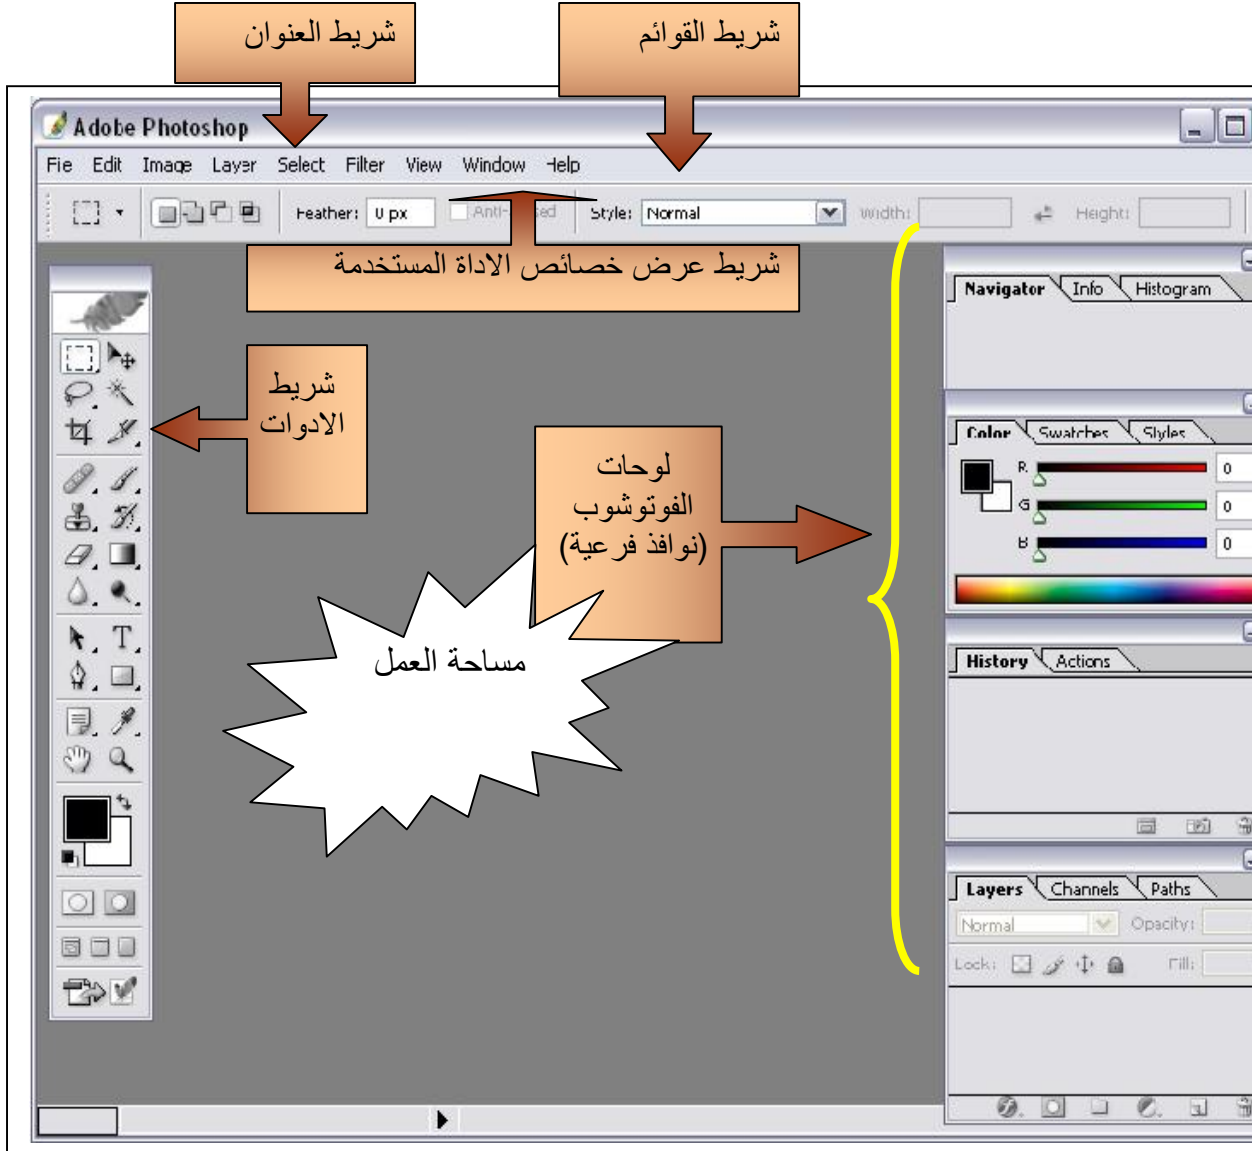 شريط العنوان
شريط القوائم
Adobe Photoshop
Edit Image Layer Select Filter View Window Help
Feather: 0 px Style: Normal Width: Height:
شريط عرض خصائص الاداة المستخدمة
Navigator Info Histogram
شريط
الادوات
Color Swatches Styles
R 0
G 0
B 0
لوحات
الفوتوشوب
(نوافذ فرعية)
مساحة العمل
History Actions
Layers Channels Paths
Normal Opacity:
Lock: Fill: